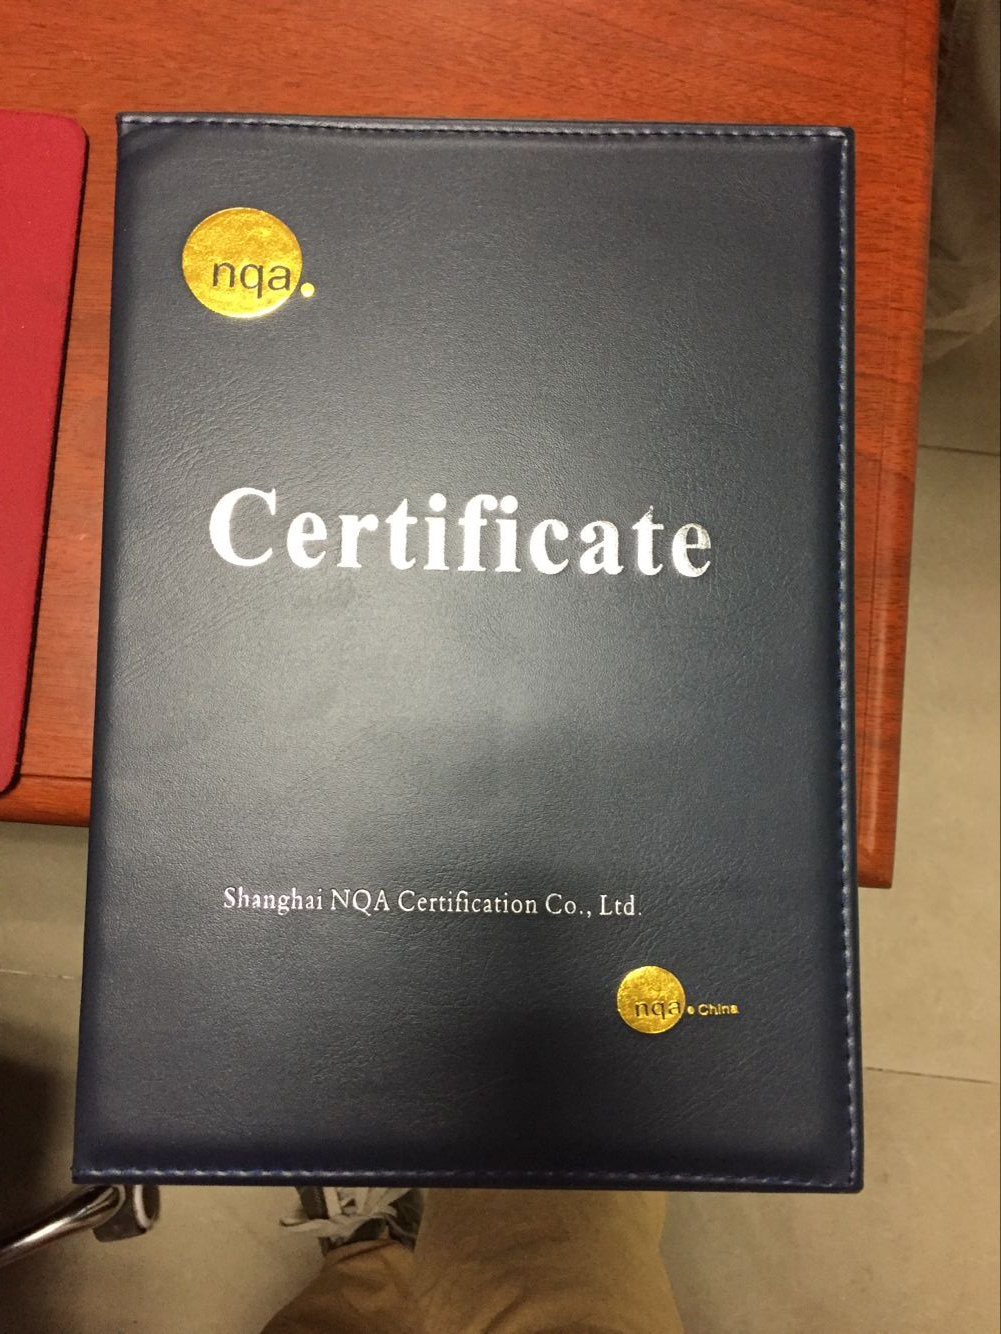 nqa.
Certificate
Shanghai NQA Certification Co., Ltd.
nqa. China